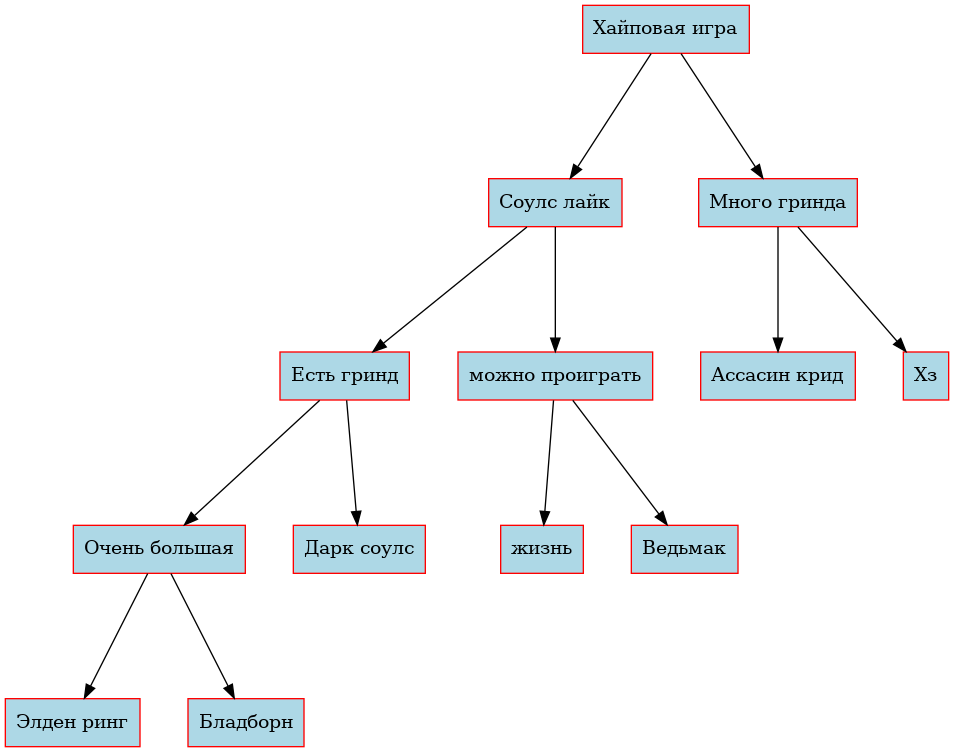 Хайповая игра
Соулс лайк
Много гринда
Есть гринд
можно проиграть
Ассасин крид
Хз
Очень большая
Дарк соулс
жизнь
Ведьмак
Элден ринг
Бладборн